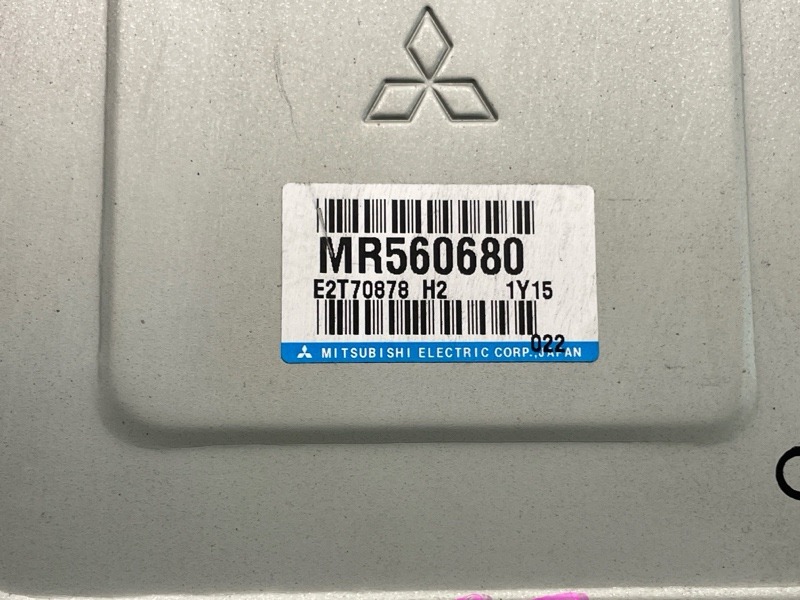 MR560680
E2T70878 H2 1Y15
022
MITSUBISHI ELECTRIC CORP.,JAPAN